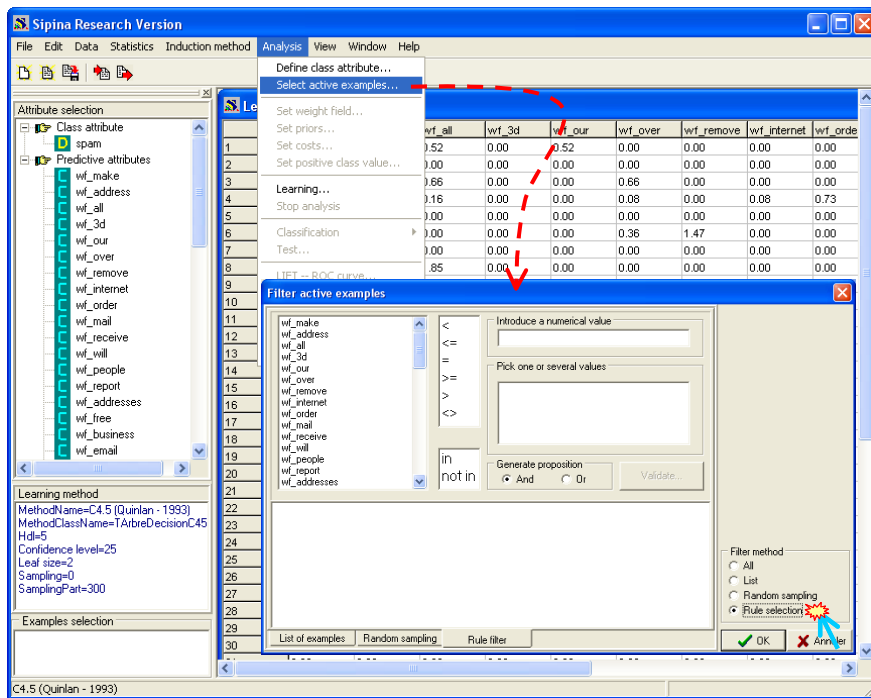 Sipina Research Version
File Edit Data Statistics Induction method Analysis View Window Help
Define class attribute...
Select active examples...
Set weight field...
Set priors...
Set costs...
Set positive class value...
Learning...
Stop analysis
Classification
Test...
LIFT -- ROC curve...
Attribute selection
Class attribute
spam
Predictive attributes
wf_make
wf_address
wf_all
wf_3d
wf_our
wf_over
wf_remove
wf_internet
wf_order
wf_mail
wf_receive
wf_will
wf_people
wf_report
wf_addresses
wf_free
wf_business
wf_email
Learning method
MethodName=C4.5 (Quinlan - 1993)
MethodClassName=TArbreDecisionC45
Hdl=5
Confidence level=25
Leaf size=2
Sampling=0
SamplingPart=300
Examples selection
C4.5 (Quinlan - 1993)
Le
wf_all wf_3d wf_our wf_over wf_remove wf_internet wf_orde
1 0.52 0.00 0.52 0.00 0.00 0.00 0.00
2 0.00 0.00 0.00 0.00 0.00 0.00 0.00
3 0.66 0.00 0.00 0.66 0.00 0.00 0.00
4 0.16 0.00 0.00 0.08 0.00 0.08 0.73
5 0.00 0.00 0.00 0.00 0.00 0.00 0.00
6 0.00 0.00 0.00 0.36 1.47 0.00 0.00
7 0.00 0.00 0.00 0.00 0.00 0.00 0.00
8 .85 0.00 0.00 0.00 0.00 0.00 0.00
9
10
11
12
13
14
15
16
17
18
19
20
21
22
23
24
25
26
27
28
29
30
Filter active examples
wf_make
wf_address
wf_all
wf_3d
wf_our
wf_over
wf_remove
wf_internet
wf_order
wf_mail
wf_receive
wf_will
wf_people
wf_report
wf_addresses
<
<=
=
>=
>
<>
in
not in
Introduce a numerical value
Pick one or several values
Generate proposition
And Or
Validate...
Filter method
All
List
Random sampling
Rule selection
List of examples Random sampling Rule filter
OK